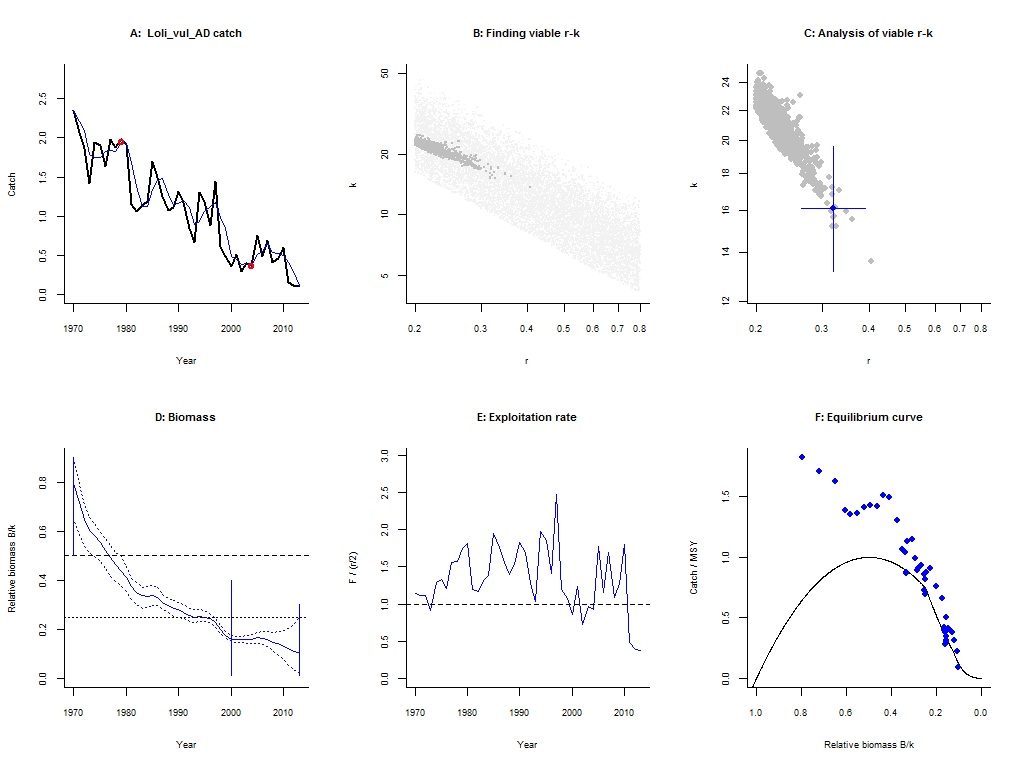 A: Loli_vul_AD catch
B: Finding viable r-k
C: Analysis of viable r-k
Catch
0.0 0.5 1.0 1.5 2.0 2.5
1970 1980 1990 2000 2010
Year
k
5 10 20 50
0.2 0.3 0.4 0.5 0.6 0.7 0.8
r
k
12 14 16 18 20 22 24
0.2 0.3 0.4 0.5 0.6 0.7 0.8
r
D: Biomass
E: Exploitation rate
F: Equilibrium curve
Relative biomass B/k
0.0 0.2 0.4 0.6 0.8
1970 1980 1990 2000 2010
Year
F / (r/2)
0.0 0.5 1.0 1.5 2.0 2.5 3.0
1970 1980 1990 2000 2010
Year
Catch / MSY
0.0 0.5 1.0 1.5
1.0 0.8 0.6 0.4 0.2 0.0
Relative biomass B/k